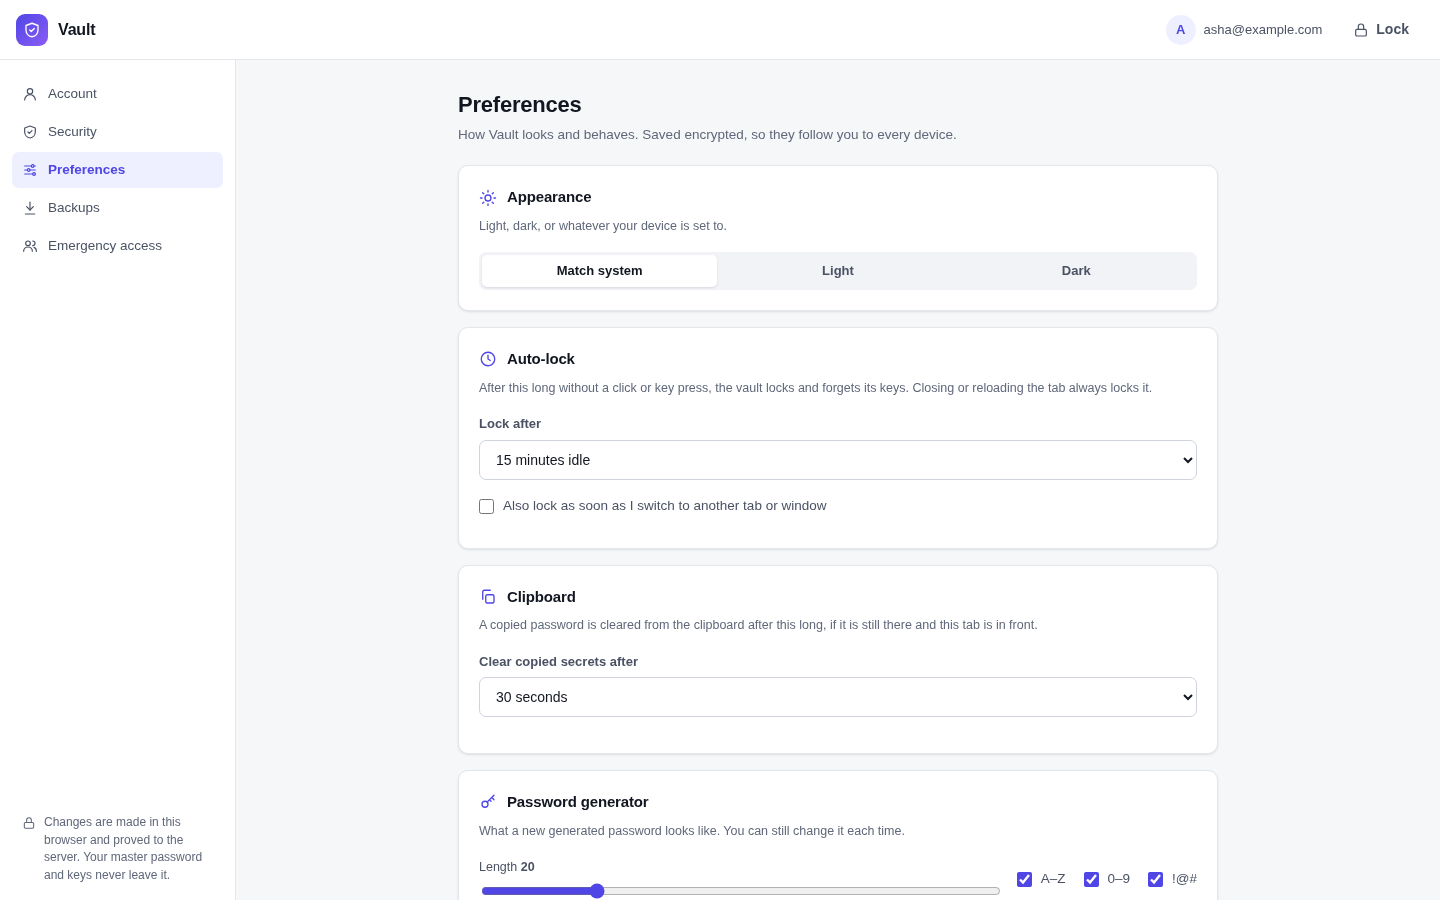 Vault
A
asha@example.com
Lock
Account
Security
Preferences
Backups
Emergency access
Changes are made in this
browser and proved to the
server. Your master password
and keys never leave it.
Preferences
How Vault looks and behaves. Saved encrypted, so they follow you to every device.
Appearance
Light, dark, or whatever your device is set to.
Match system
Light
Dark
Auto-lock
After this long without a click or key press, the vault locks and forgets its keys. Closing or reloading the tab always locks it.
Lock after
15 minutes idle
Also lock as soon as I switch to another tab or window
Clipboard
A copied password is cleared from the clipboard after this long, if it is still there and this tab is in front.
Clear copied secrets after
30 seconds
Password generator
What a new generated password looks like. You can still change it each time.
Length 20
A–Z
0–9
!@#